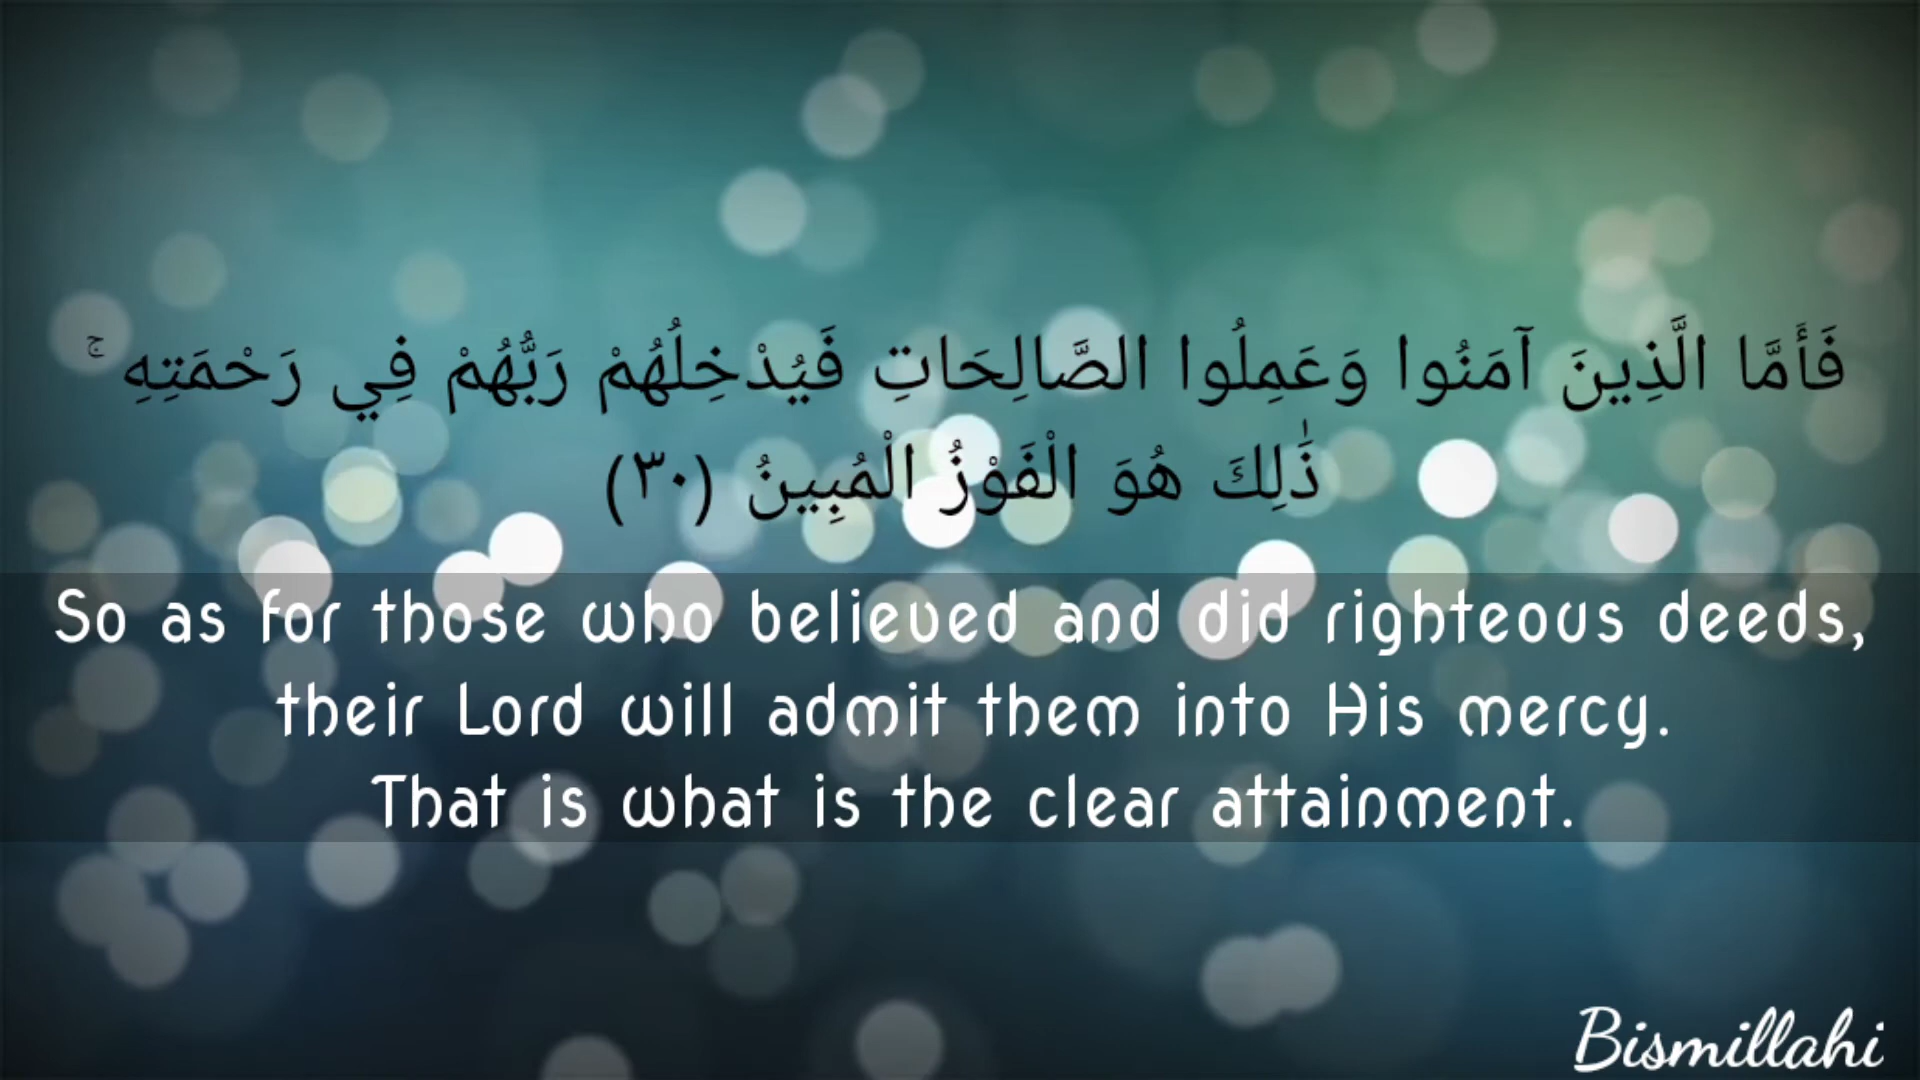 فَأَمَّا الَّذِينَ آمَنُوا وَعَمِلُوا الصَّالِحَاتِ فَيُدْخِلُهُمْ رَبُّهُمْ فِي رَحْمَتِهِ ۚ
ذَٰلِكَ هُوَ الْفَوْزُ الْمُبِينُ (٣٠)
So as for those who believed and did righteous deeds,
their Lord will admit them into His mercy.
That is what is the clear attainment.
Bismillahi